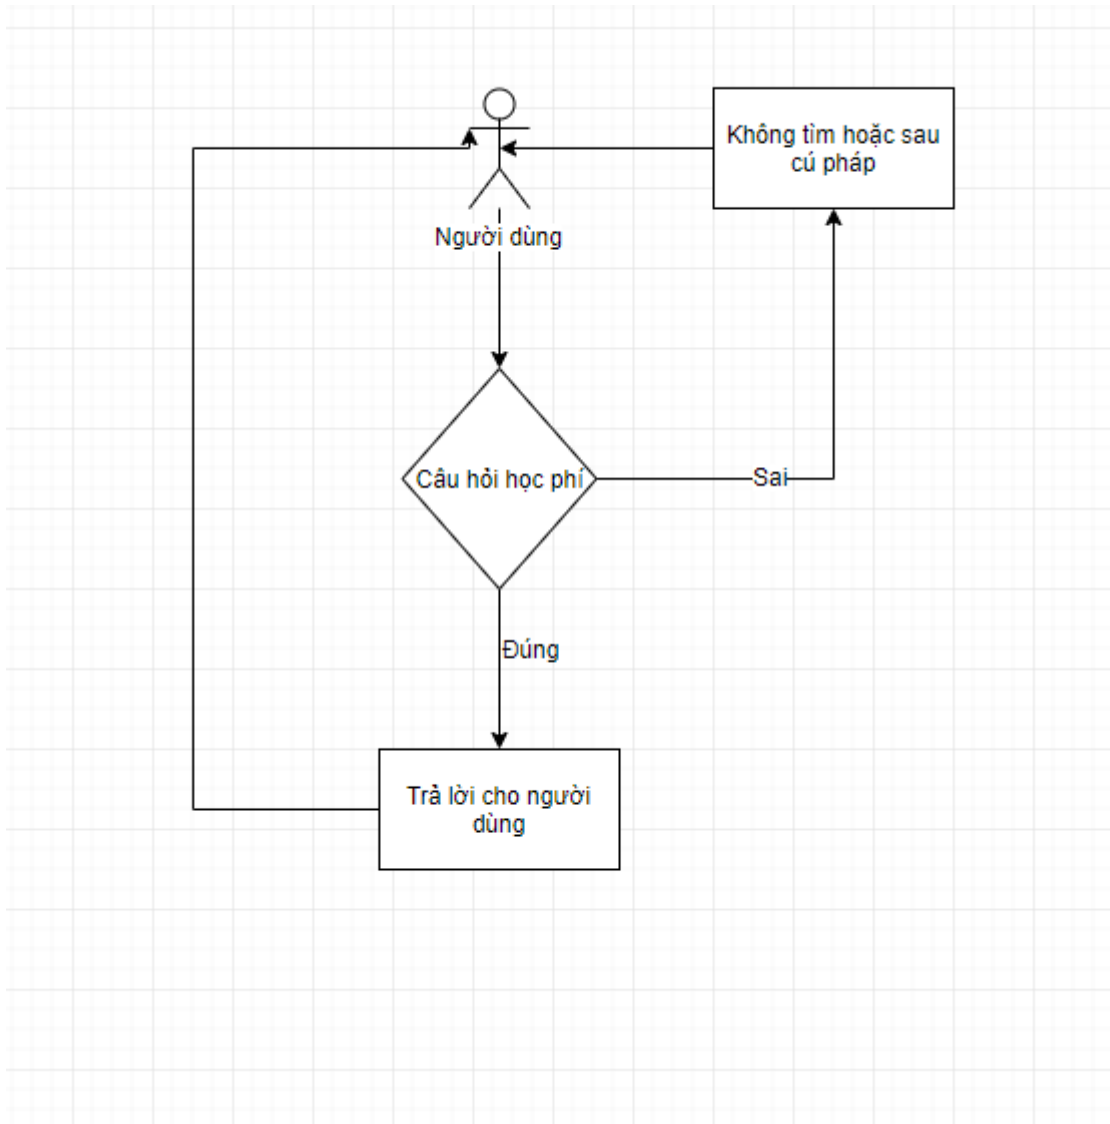 Không tìm hoặc sau
cú pháp
Người dùng
Câu hỏi học phí
Sai
Đúng
Trả lời cho người
dùng